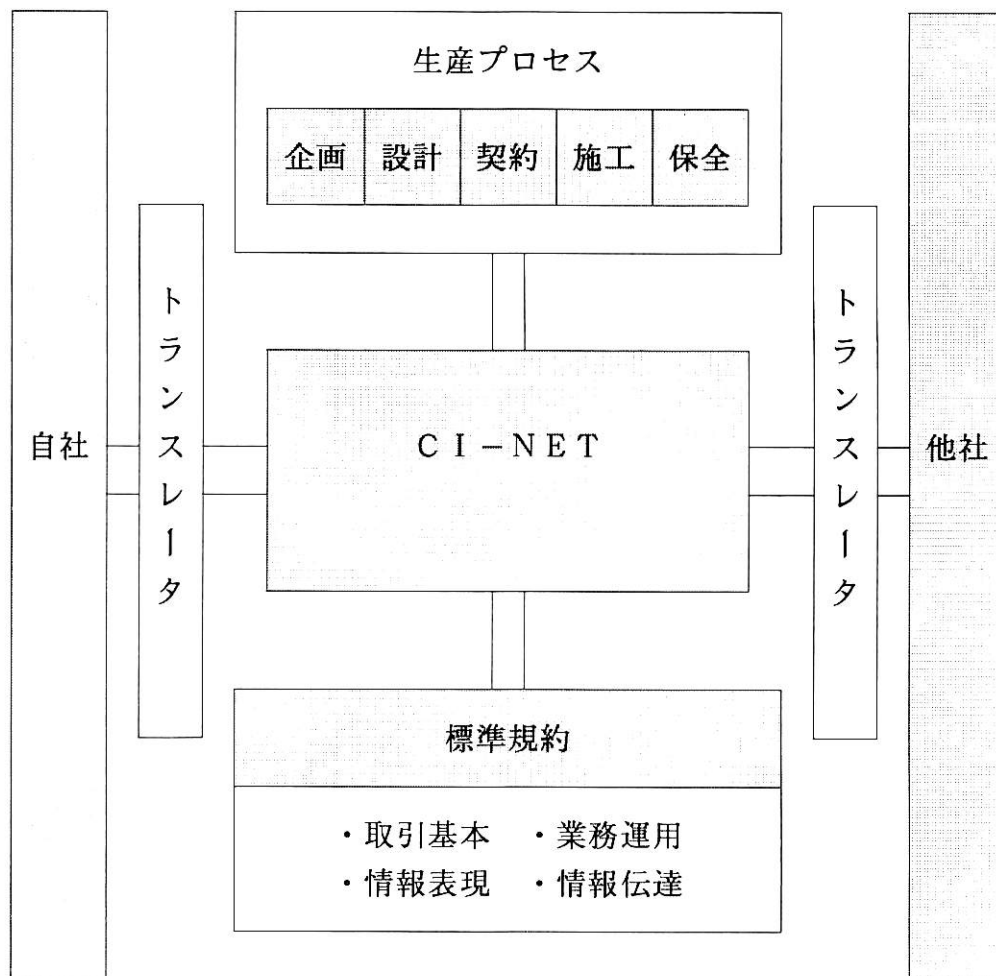 生産プロセス
企画 設計 契約 施工 保全
トランスレータ
トランスレータ
自社
CI-NET
他社
標準規約
・取引基本 ・業務運用
・情報表現 ・情報伝達